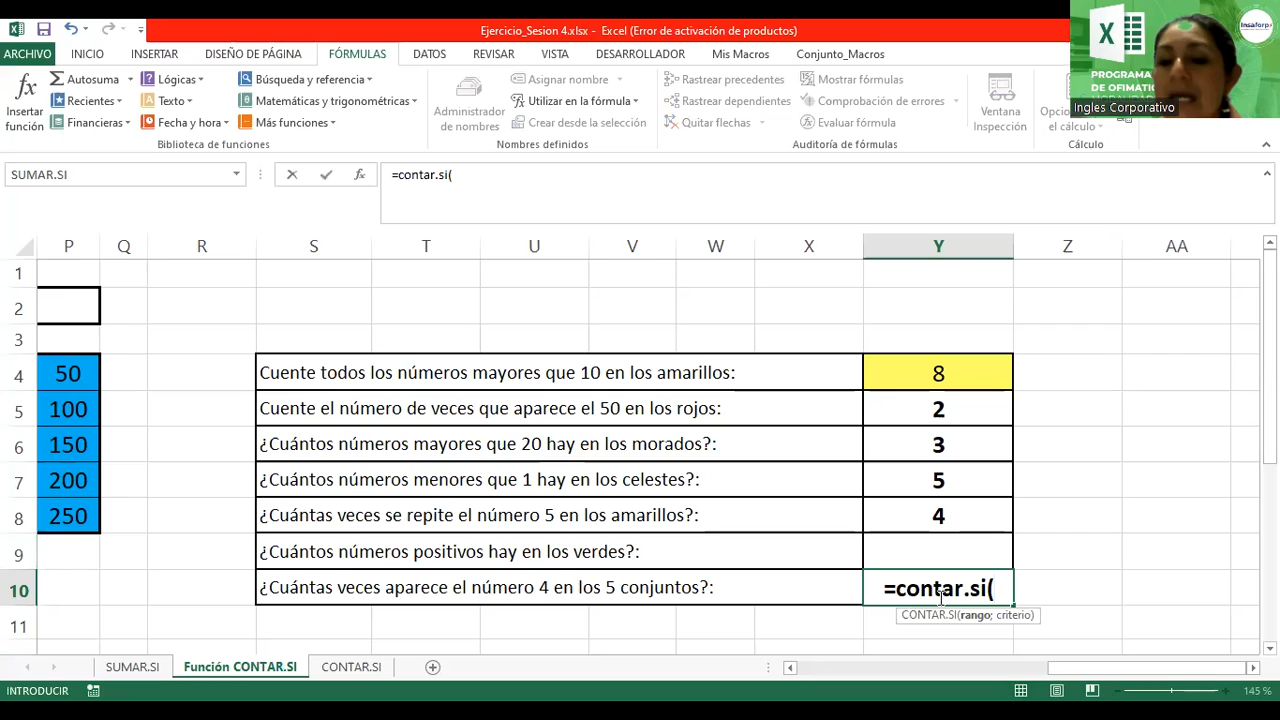 Ejercicio_Sesion 4.xlsx - Excel (Error de activación de productos)
ARCHIVO INICIO INSERTAR DISEÑO DE PÁGINA FÓRMULAS DATOS REVISAR VISTA DESARROLLADOR Mis Macros Conjunto_Macros
Insertar función
Autosuma
Recientes
Financieras
Lógicas
Texto
Fecha y hora
Búsqueda y referencia
Matemáticas y trigonométricas
Más funciones
Biblioteca de funciones
Administrador de nombres
Asignar nombre
Utilizar en la fórmula
Crear desde la selección
Nombres definidos
Rastrear precedentes
Rastrear dependientes
Quitar flechas
Mostrar fórmulas
Comprobación de errores
Evaluar fórmula
Auditoría de fórmulas
Ventana Inspección
el cálculo
Cálculo
PROGRAMA
DE OFIMÁTI
Insaforp
Ingles Corporativo
SUMAR.SI
fx
=contar.si(
P Q R S T U V W X Y Z AA
1
2
3
4 50 Cuente todos los números mayores que 10 en los amarillos: 8
5 100 Cuente el número de veces que aparece el 50 en los rojos: 2
6 150 ¿Cuántos números mayores que 20 hay en los morados?: 3
7 200 ¿Cuántos números menores que 1 hay en los celestes?: 5
8 250 ¿Cuántas veces se repite el número 5 en los amarillos?: 4
9 ¿Cuántos números positivos hay en los verdes?:
10 ¿Cuántas veces aparece el número 4 en los 5 conjuntos?: =contar.si(
CONTAR.SI(rango; criterio)
11
SUMAR.SI Función CONTAR.SI CONTAR.SI
INTRODUCIR
145 %